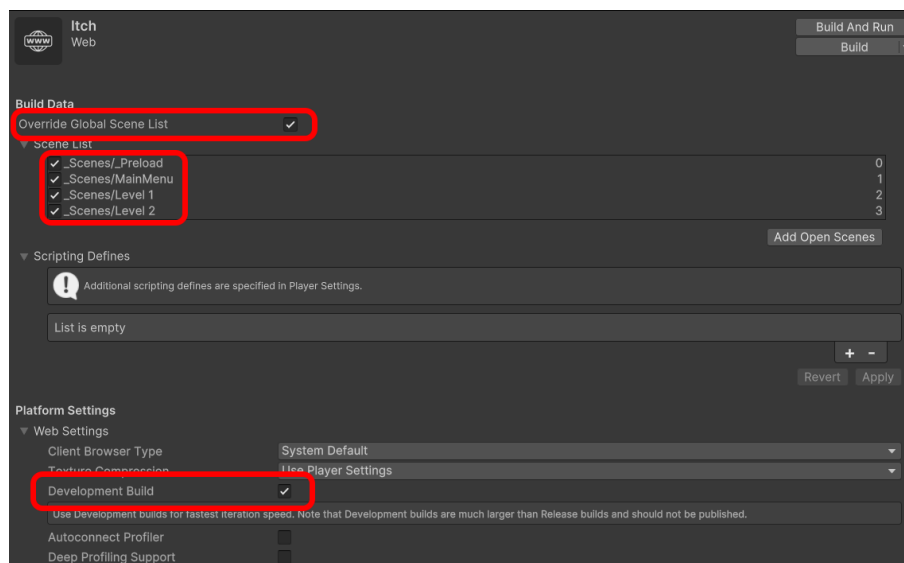 Itch
Web
WWW
Build And Run
Build
Build Data
Override Global Scene List
Scene List
_Scenes/_Preload 0
_Scenes/MainMenu 1
_Scenes/Level 1 2
_Scenes/Level 2 3
Add Open Scenes
Scripting Defines
Additional scripting defines are specified in Player Settings.
List is empty
+ -
Revert Apply
Platform Settings
Web Settings
Client Browser Type System Default
Texture Compression Use Player Settings
Development Build
Use Development builds for fastest iteration speed. Note that Development builds are much larger than Release builds and should not be published.
Autoconnect Profiler
Deep Profiling Support